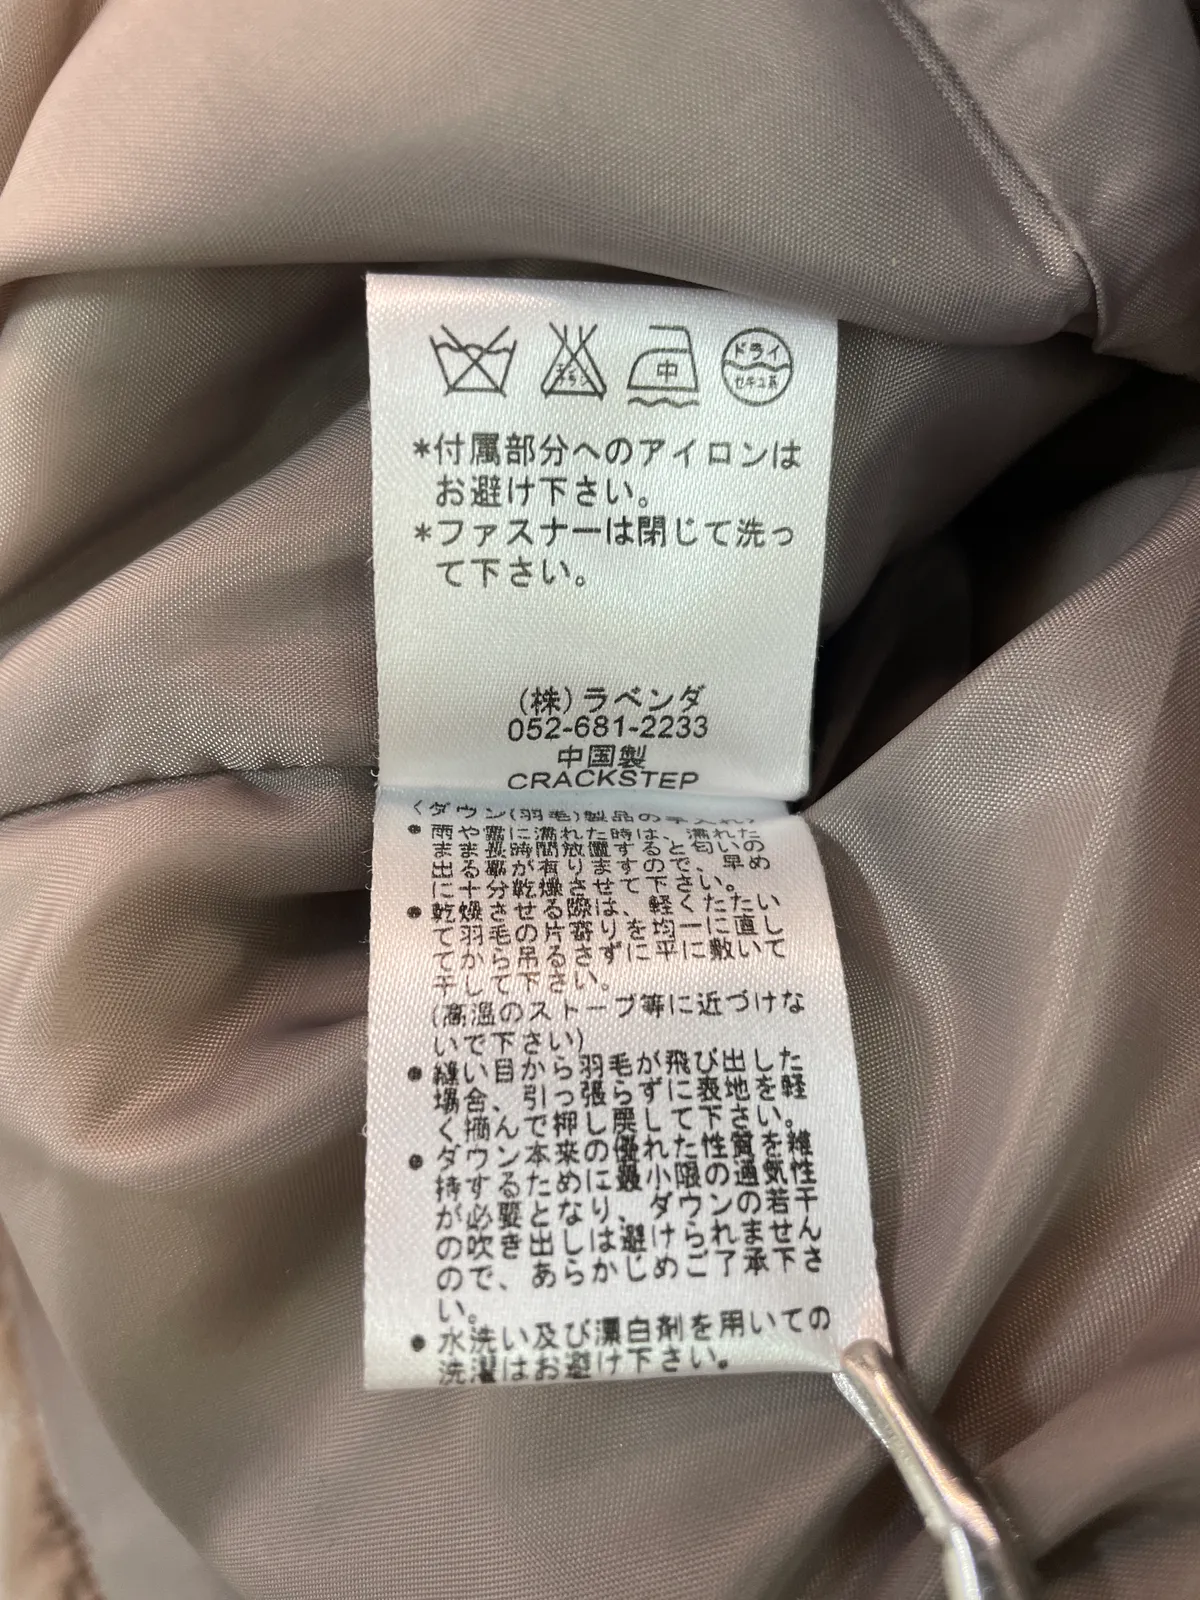 中
ドライ
セキユ系
*付属部分へのアイロンは
お避け下さい。
*ファスナーは閉じて洗っ
て下さい。
(株)ラベンダ
052-681-2233
中国製
CRACKSTEP
<ダウン(羽毛)製品の手入れ>
●雨や霧に濡れた時は、濡れた
まま長時間放置すると匂いの
出る事が有りますので、早め
に十分乾燥させて下さい。
●乾燥させる際は、軽くたたい
て羽毛の片寄りを均一に直し
てから吊るさずに平に敷いて
干して下さい。
(高温のストーブ等に近づけな
いで下さい)
●縫い目から羽毛が飛び出した
場合、引っ張らずに表地を軽
く摘んで押し戻して下さい。
●ダウン本来の優れた性質を維
持するために最小限の通気性
が必要となり、ダウンの若干
の吹き出しは避けられません
ので、あらかじめご了承下さ
い。
●水洗い及び漂白剤を用いての
洗濯はお避け下さい。